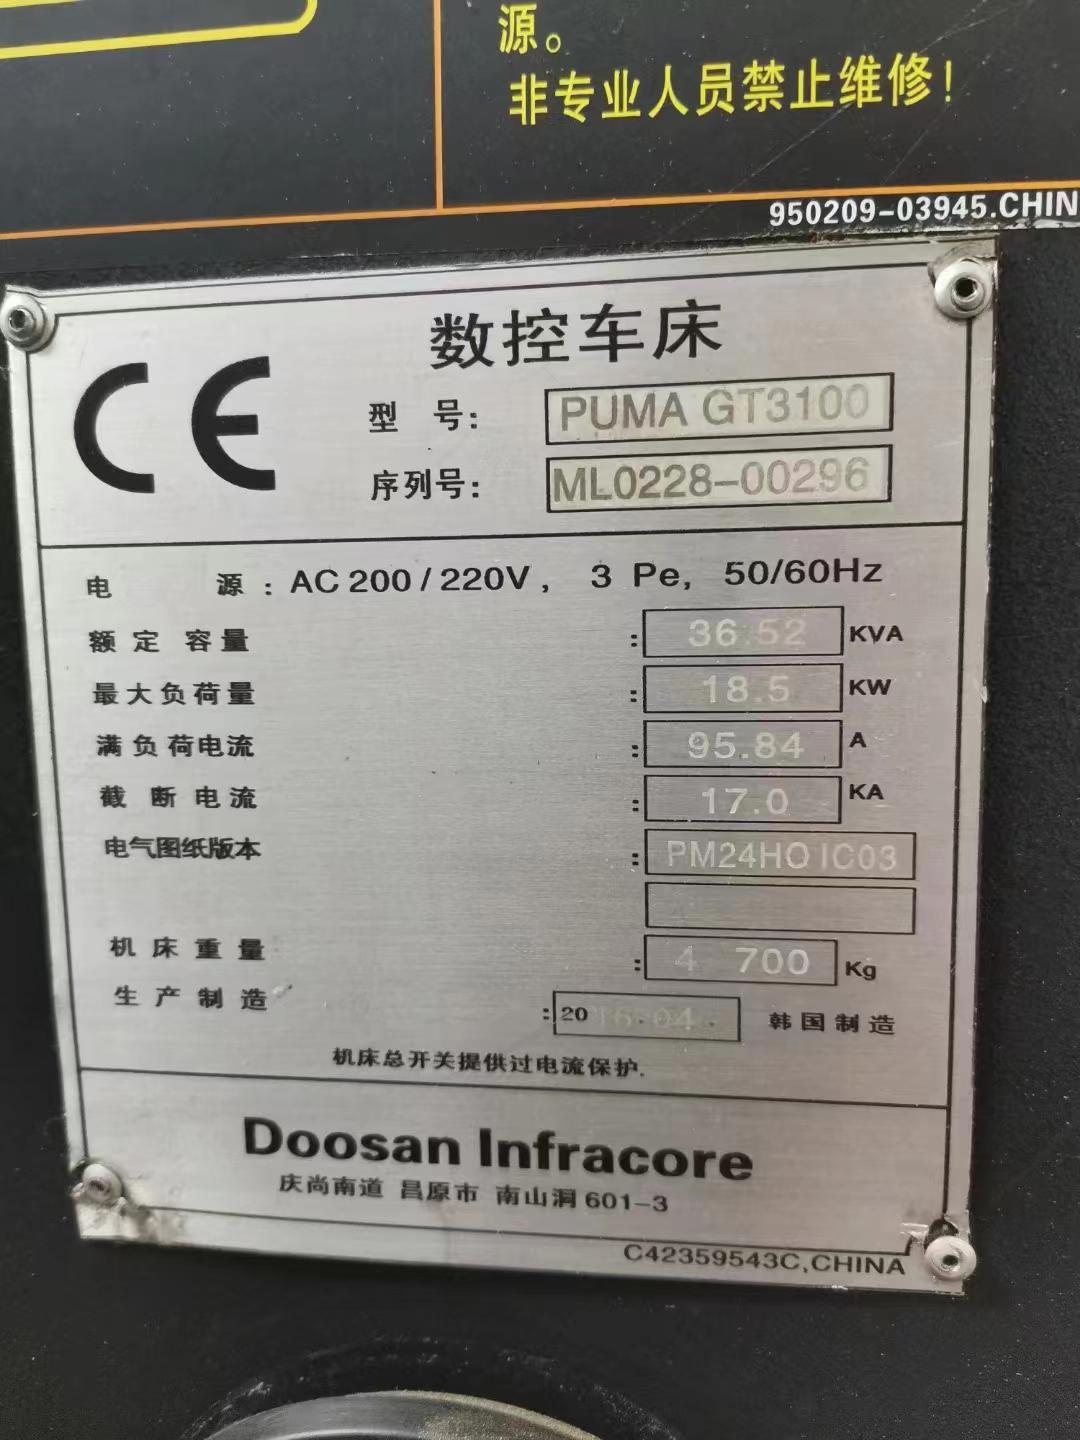 源。
非专业人员禁止维修！
950209-03945.CHIN
CE
数控车床
型 号： PUMA GT3100
序列号： ML0228-00296
电 源 : AC 200 / 220V , 3 Pe, 50/60Hz
额定容量 : 36.52 KVA
最大负荷量 : 18.5 KW
满负荷电流 : 95.84 A
截断电流 : 17.0 KA
电气图纸版本 : PM24HO IC03
机床重量 : 4 700 Kg
生产制造 : 2016.04. 韩国制造
机床总开关提供过电流保护.
Doosan Infracore
庆尚南道 昌原市 南山洞 601-3
C42359543C,CHINA